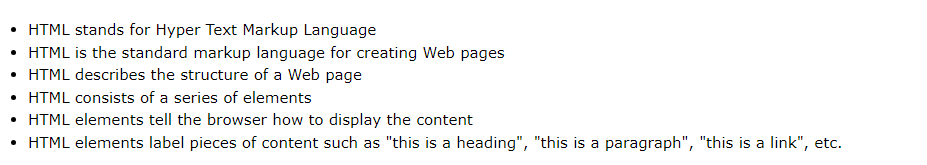 HTML stands for Hyper Text Markup Language
HTML is the standard markup language for creating Web pages
HTML describes the structure of a Web page
HTML consists of a series of elements
HTML elements tell the browser how to display the content
HTML elements label pieces of content such as "this is a heading", "this is a paragraph", "this is a link", etc.